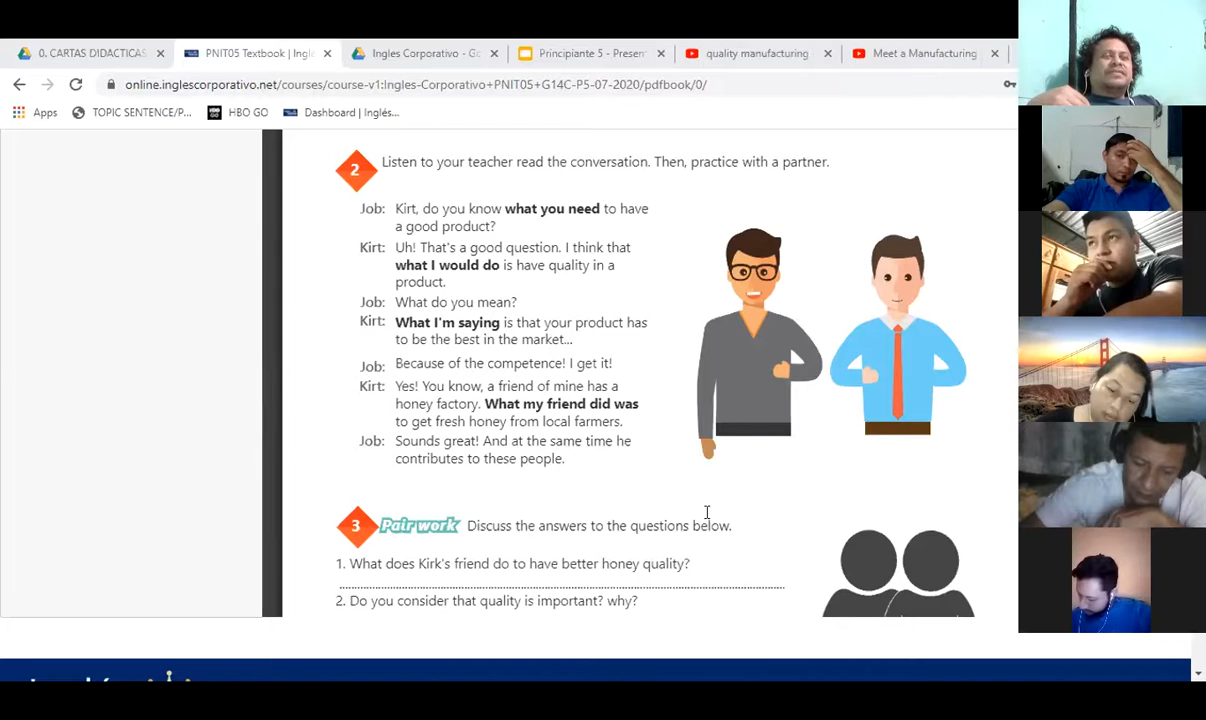 0. CARTAS DIDACTICAS
PNIT05 Textbook | Ingle
Ingles Corporativo - Go
Principiante 5 - Present
quality manufacturing
Meet a Manufacturing
online.inglescorporativo.net/courses/course-v1:Ingles-Corporativo+PNIT05+G14C-P5-07-2020/pdfbook/0/
Apps
TOPIC SENTENCE/P...
HBO GO
Dashboard | Inglés...
2 Listen to your teacher read the conversation. Then, practice with a partner.
Job: Kirt, do you know what you need to have
a good product?
Kirt: Uh! That's a good question. I think that
what I would do is have quality in a
product.
Job: What do you mean?
Kirt: What I'm saying is that your product has
to be the best in the market...
Job: Because of the competence! I get it!
Kirt: Yes! You know, a friend of mine has a
honey factory. What my friend did was
to get fresh honey from local farmers.
Job: Sounds great! And at the same time he
contributes to these people.
3 Pair work Discuss the answers to the questions below.
1. What does Kirk's friend do to have better honey quality?
2. Do you consider that quality is important? why?